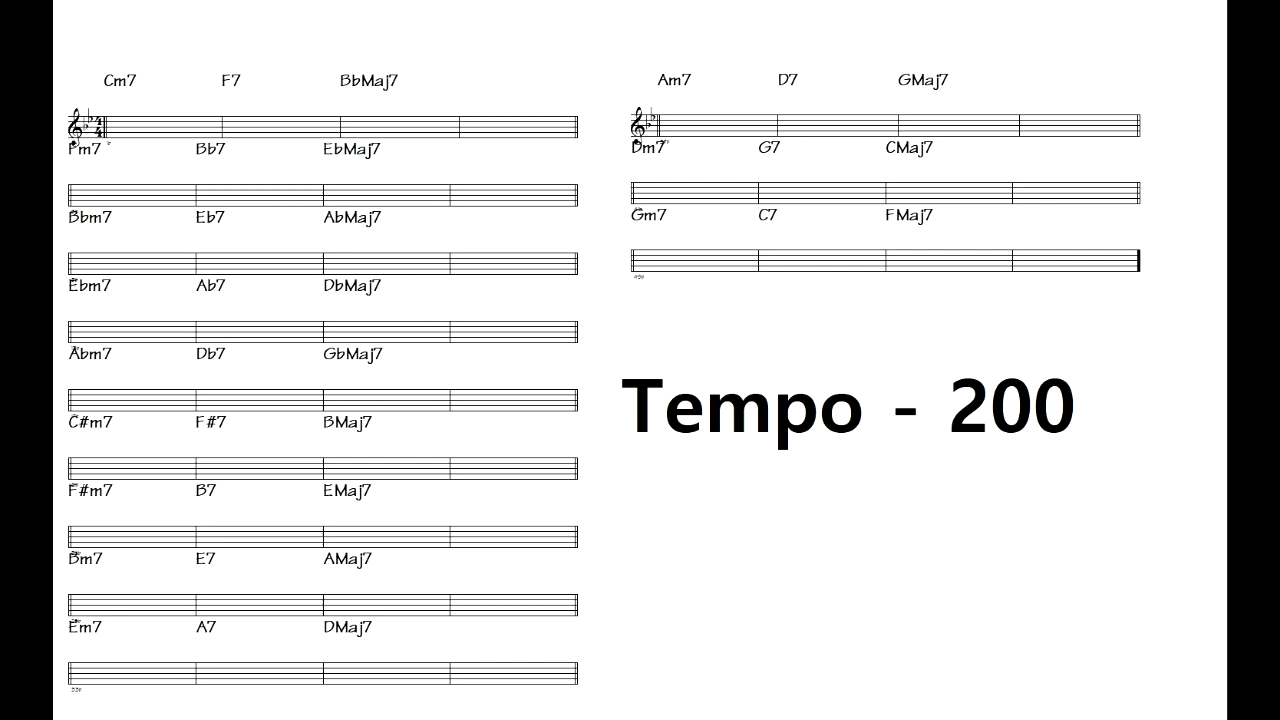 Cm7 F7 BbMaj7
Fm7 Bb7 EbMaj7
Bbm7 Eb7 AbMaj7
Ebm7 Ab7 DbMaj7
Abm7 Db7 GbMaj7
C#m7 F#7 BMaj7
F#m7 B7 EMaj7
Bm7 E7 AMaj7
Em7 A7 DMaj7
Am7 D7 GMaj7
Dm7 G7 CMaj7
Gm7 C7 FMaj7
Tempo - 200